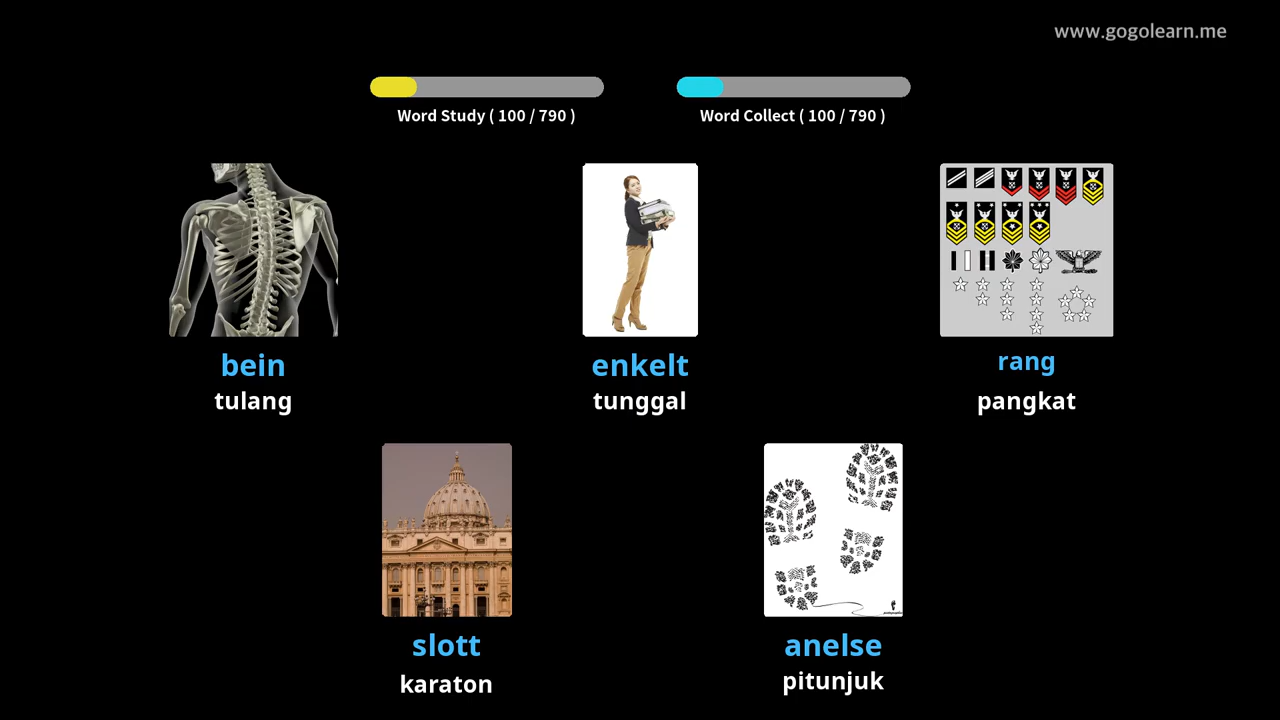 www.gogolearn.me
Word Study ( 100 / 790 )
Word Collect ( 100 / 790 )
bein
tulang
enkelt
tunggal
rang
pangkat
slott
karaton
anelse
pitunjuk